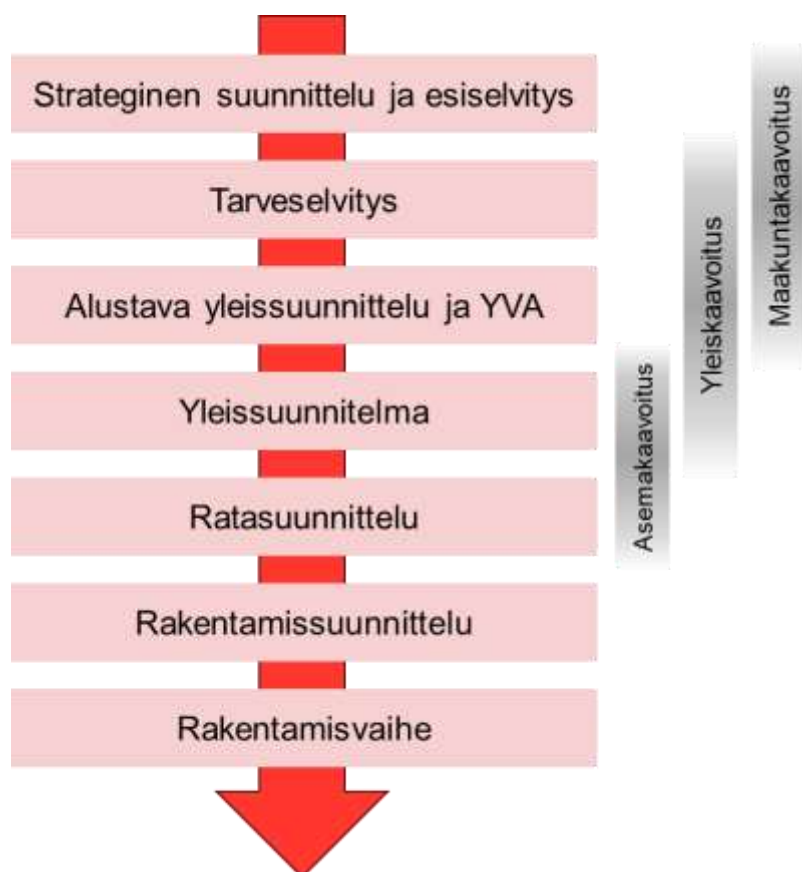 Strateginen suunnittelu ja esiselvitys
Tarveselvitys
Alustava yleissuunnittelu ja YVA
Yleissuunnitelma
Ratasuunnittelu
Rakentamissuunnittelu
Rakentamisvaihe
Asemakaavoitus
Yleiskaavoitus
Maakuntakaavoitus